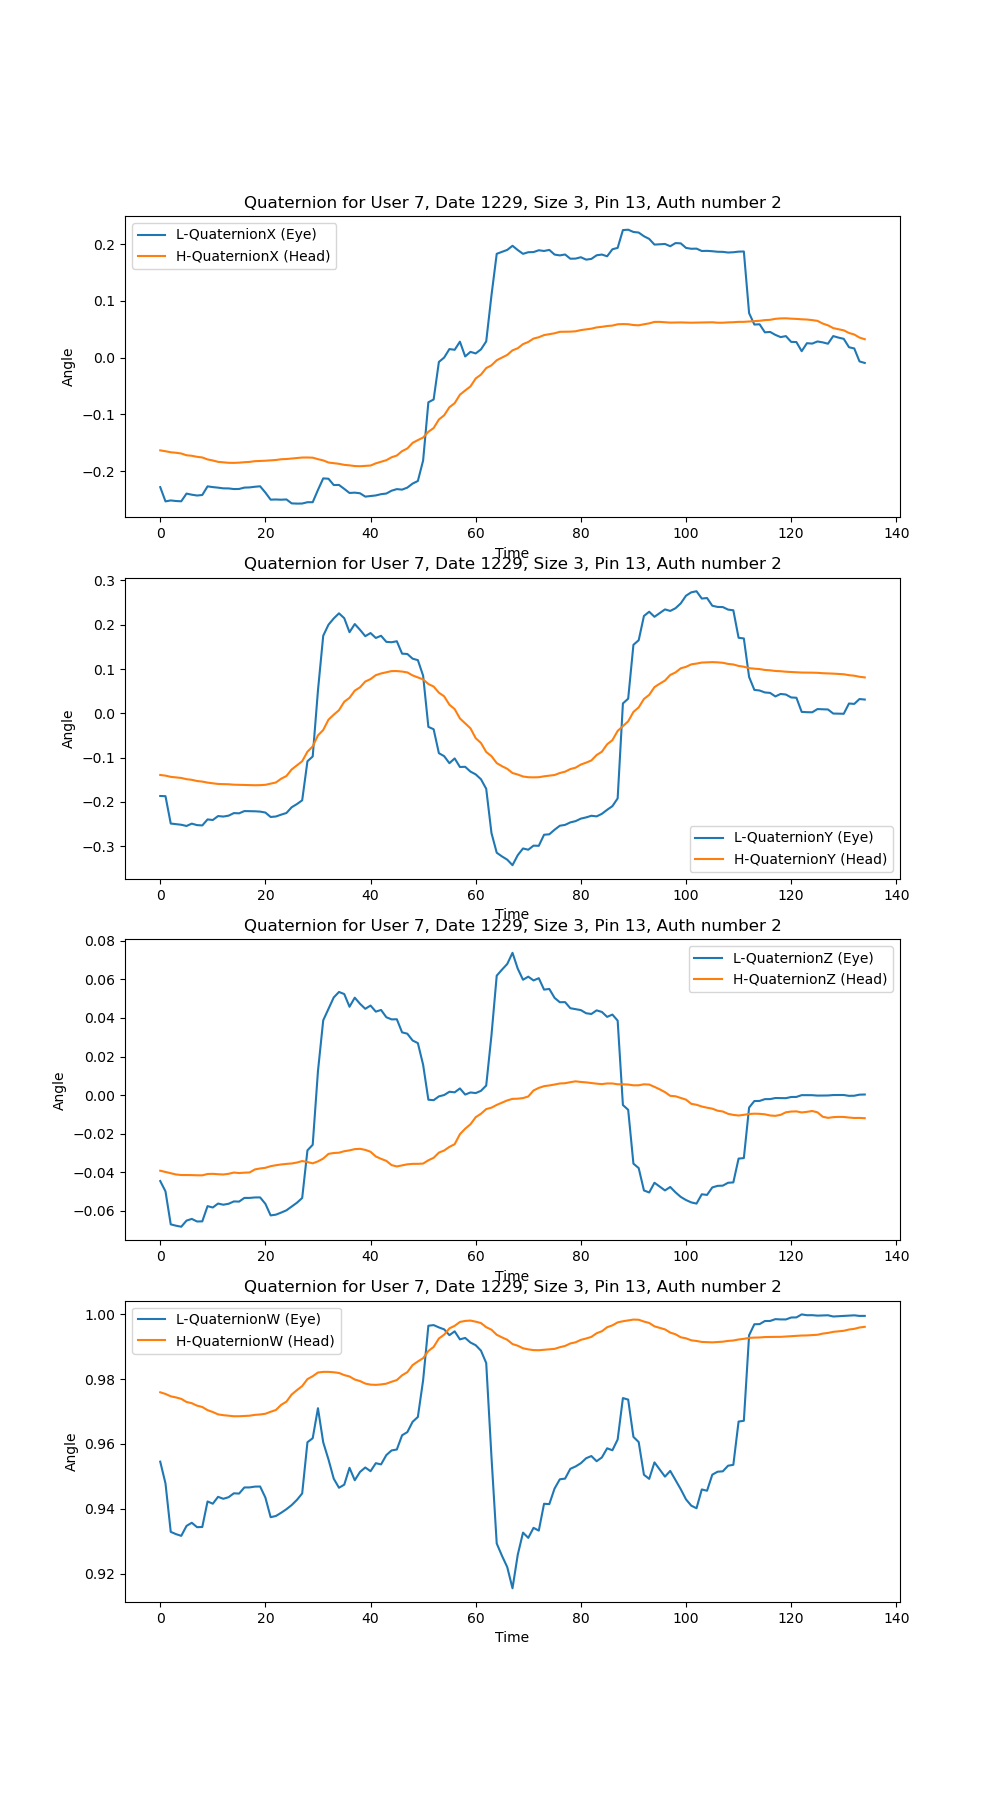 Quaternion for User 7, Date 1229, Size 3, Pin 13, Auth number 2
L-QuaternionX (Eye)
H-QuaternionX (Head)
Angle
0.2
0.1
0.0
−0.1
−0.2
0 20 40 60 80 100 120 140
Time
Quaternion for User 7, Date 1229, Size 3, Pin 13, Auth number 2
L-QuaternionY (Eye)
H-QuaternionY (Head)
Angle
0.3
0.2
0.1
0.0
−0.1
−0.2
−0.3
0 20 40 60 80 100 120 140
Time
Quaternion for User 7, Date 1229, Size 3, Pin 13, Auth number 2
L-QuaternionZ (Eye)
H-QuaternionZ (Head)
Angle
0.08
0.06
0.04
0.02
0.00
−0.02
−0.04
−0.06
0 20 40 60 80 100 120 140
Time
Quaternion for User 7, Date 1229, Size 3, Pin 13, Auth number 2
L-QuaternionW (Eye)
H-QuaternionW (Head)
Angle
1.00
0.98
0.96
0.94
0.92
0 20 40 60 80 100 120 140
Time